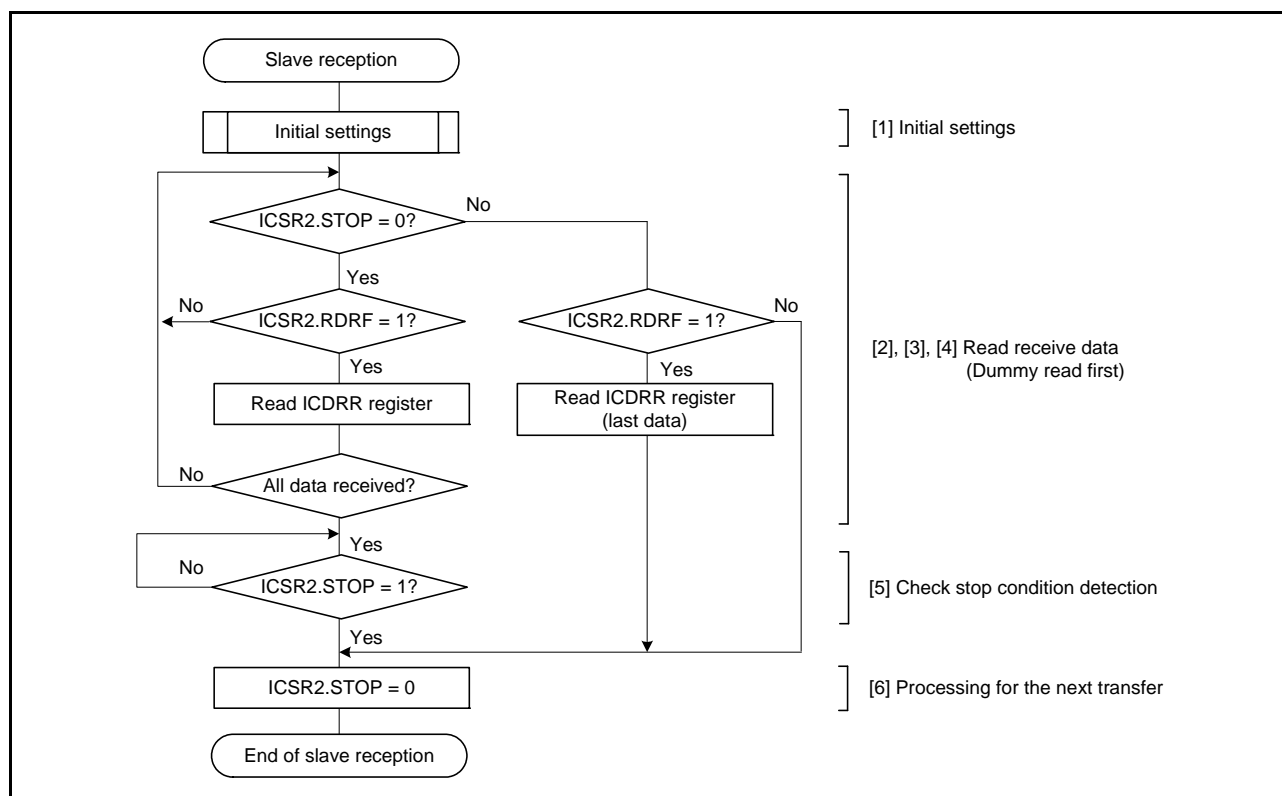 Slave reception
Initial settings
[1] Initial settings
ICSR2.STOP = 0?
No
Yes
No
ICSR2.RDRF = 1?
ICSR2.RDRF = 1?
No
[2], [3], [4] Read receive data
(Dummy read first)
Yes
Yes
Read ICDRR register
Read ICDRR register
(last data)
No
All data received?
Yes
No
ICSR2.STOP = 1?
[5] Check stop condition detection
Yes
ICSR2.STOP = 0
[6] Processing for the next transfer
End of slave reception